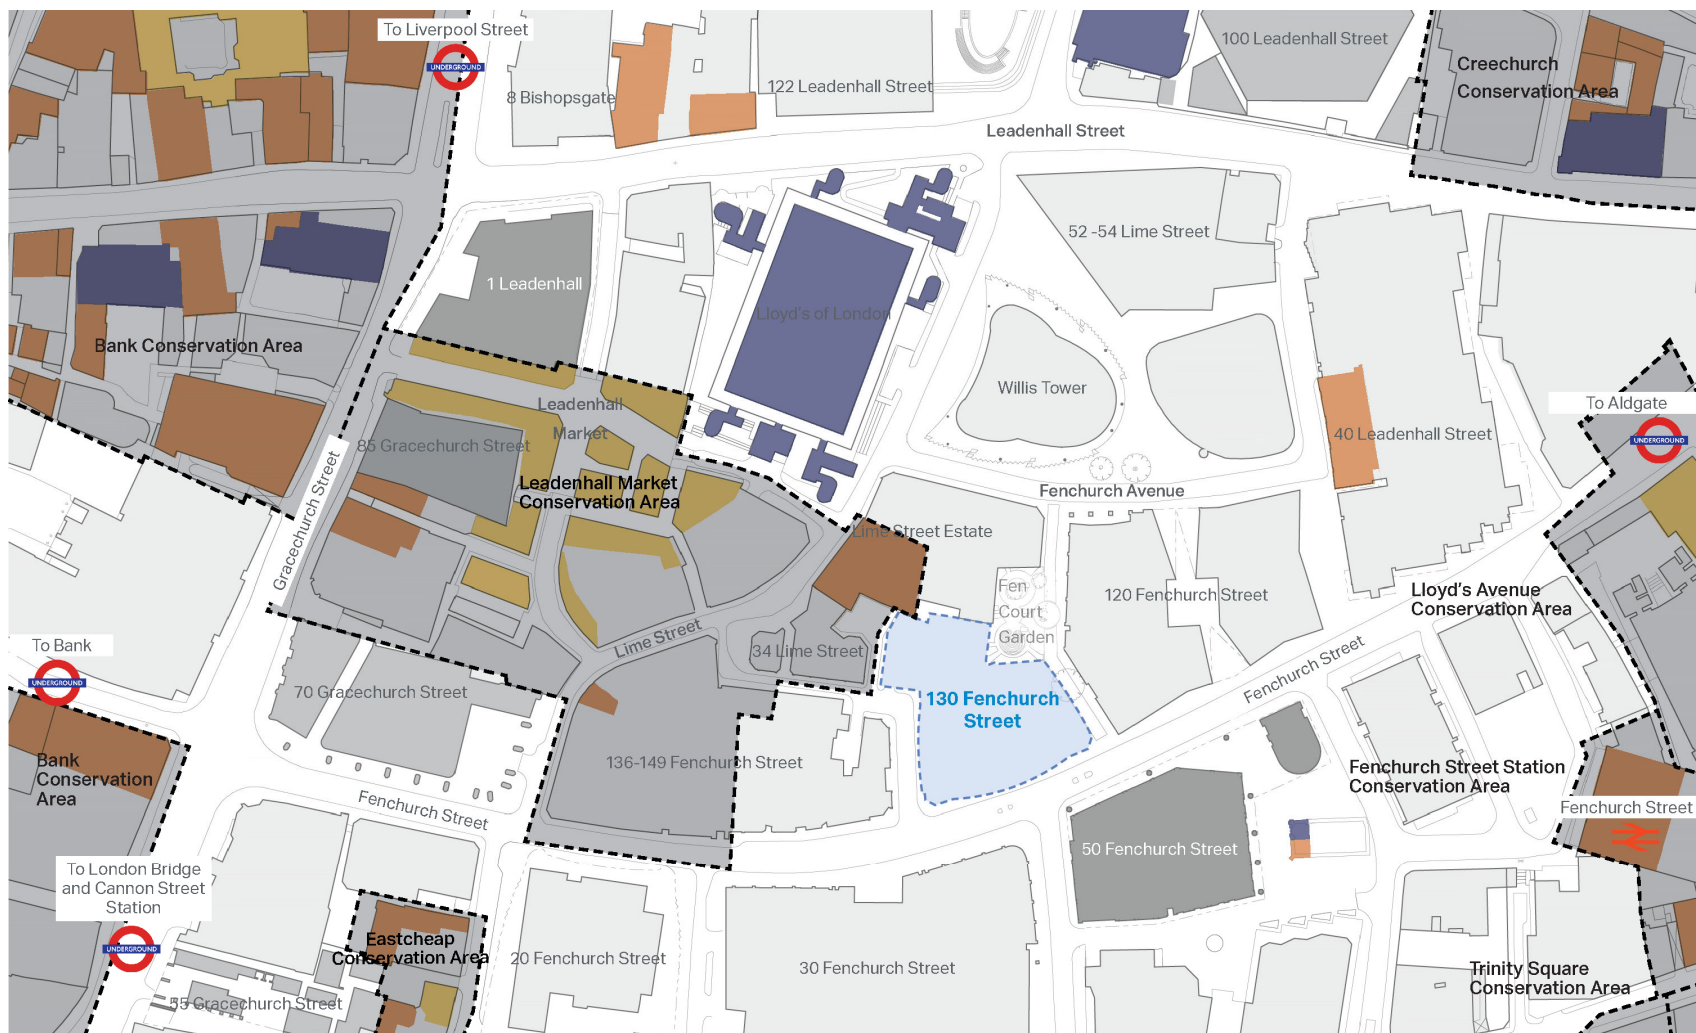 To Liverpool Street
UNDERGROUND
8 Bishopsgate
122 Leadenhall Street
100 Leadenhall Street
Creechurch
Conservation Area
Leadenhall Street
52 -54 Lime Street
1 Leadenhall
Lloyd's of London
Bank Conservation Area
Willis Tower
To Aldgate
UNDERGROUND
Leadenhall
Market
85 Gracechurch Street
40 Leadenhall Street
Leadenhall Market
Conservation Area
Fenchurch Avenue
Gracechurch Street
Lime Street Estate
Fen
Court
Garden
120 Fenchurch Street
Lloyd's Avenue
Conservation Area
To Bank
UNDERGROUND
Lime Street
34 Lime Street
Fenchurch Street
70 Gracechurch Street
130 Fenchurch
Street
136-149 Fenchurch Street
Bank
Conservation
Area
Fenchurch Street
Fenchurch Street Station
Conservation Area
Fenchurch Street
50 Fenchurch Street
To London Bridge
and Cannon Street
Station
UNDERGROUND
Eastcheap
Conservation Area
20 Fenchurch Street
30 Fenchurch Street
Trinity Square
Conservation Area
55 Gracechurch Street